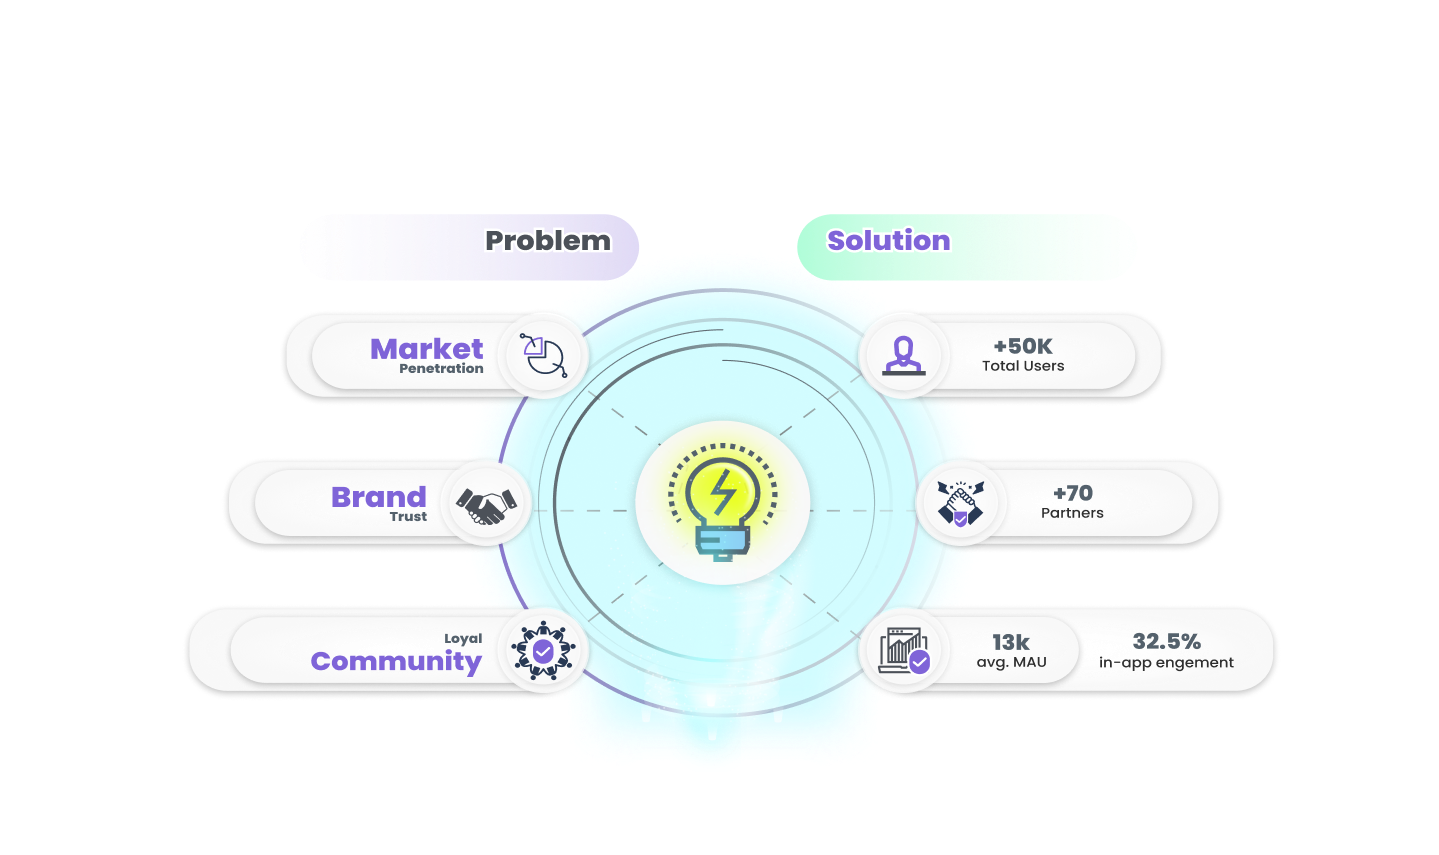 Problem
Solution
Market
Penetration
+50K
Total Users
Brand
Trust
+70
Partners
Loyal
Community
13k
avg. MAU
32.5%
in-app engement